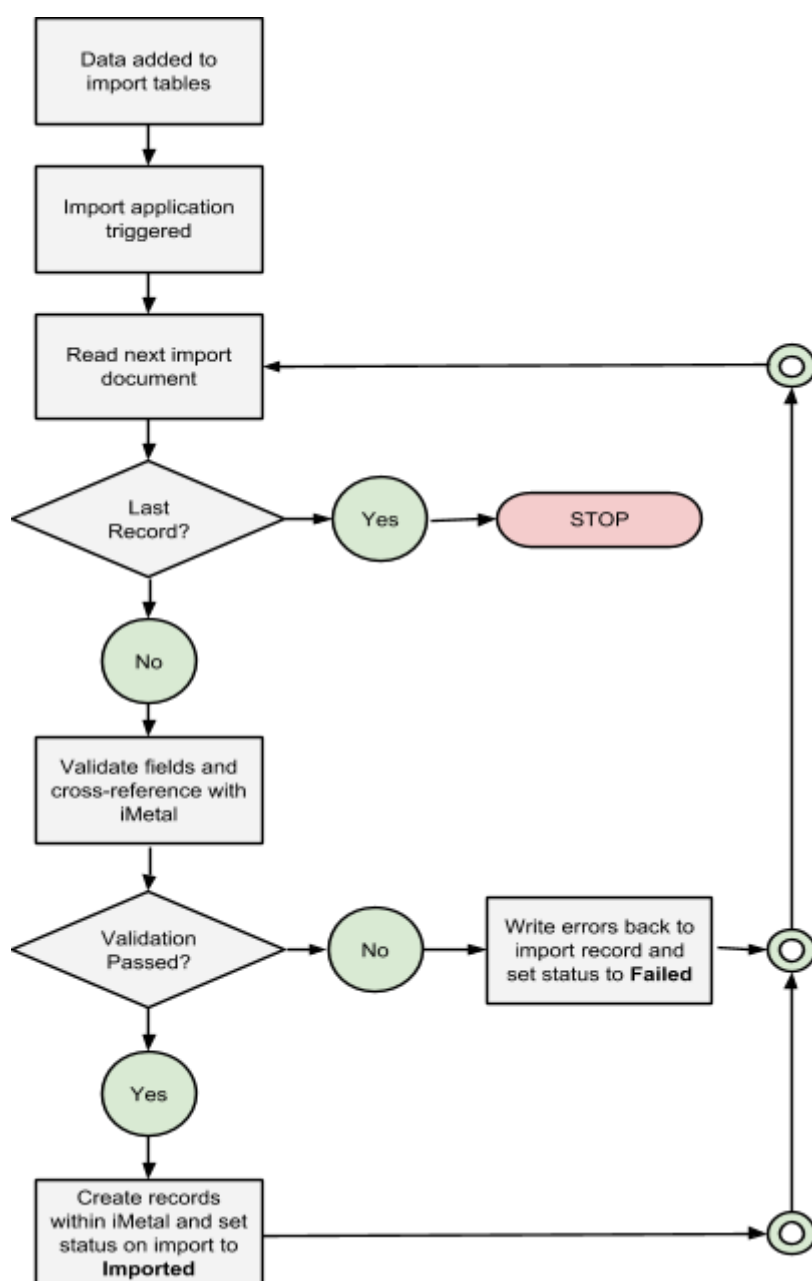 Data added to
import tables
Import application
triggered
Read next import
document
Last
Record?
Yes
STOP
No
Validate fields and
cross-reference with
iMetal
Validation
Passed?
No
Write errors back to
import record and
set status to Failed
Yes
Create records
within iMetal and set
status on import to
Imported